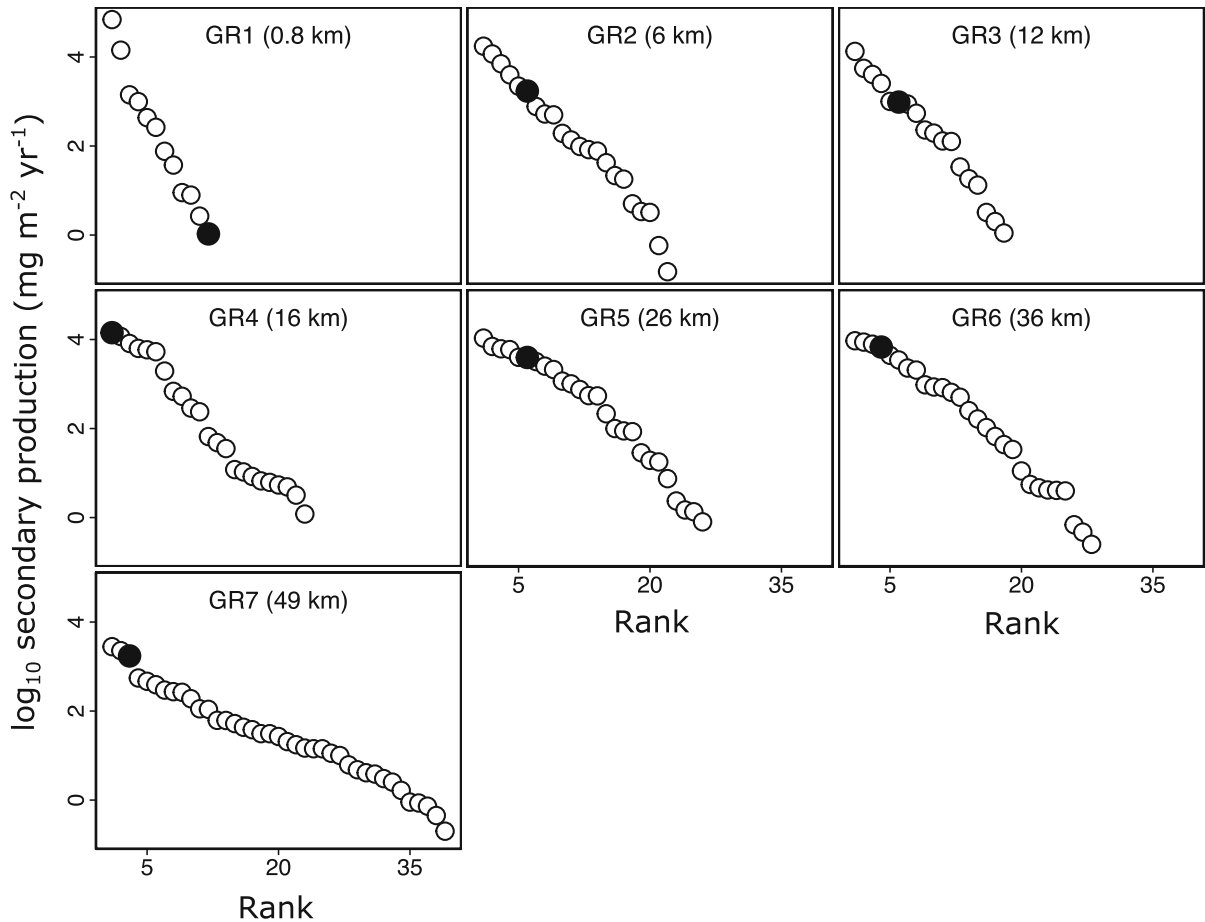 log10 secondary production (mg m-2 yr-1)
GR1 (0.8 km)
GR2 (6 km)
GR3 (12 km)
4
2
0
GR4 (16 km)
GR5 (26 km)
GR6 (36 km)
4
2
0
5 20 35
5 20 35
Rank
Rank
GR7 (49 km)
4
2
0
5 20 35
Rank